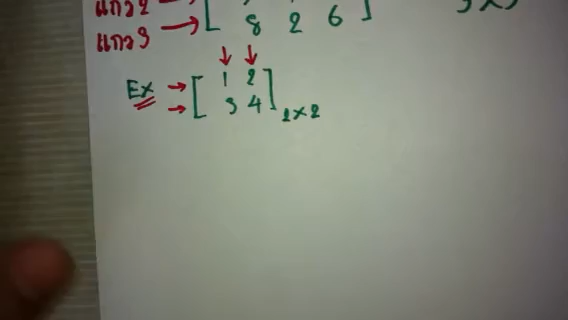 แถว 2 →
แถว 3 → [ 8 2 6 ]
↓ ↓
Ex → [ 1 2
→ 3 4 ] 2×2